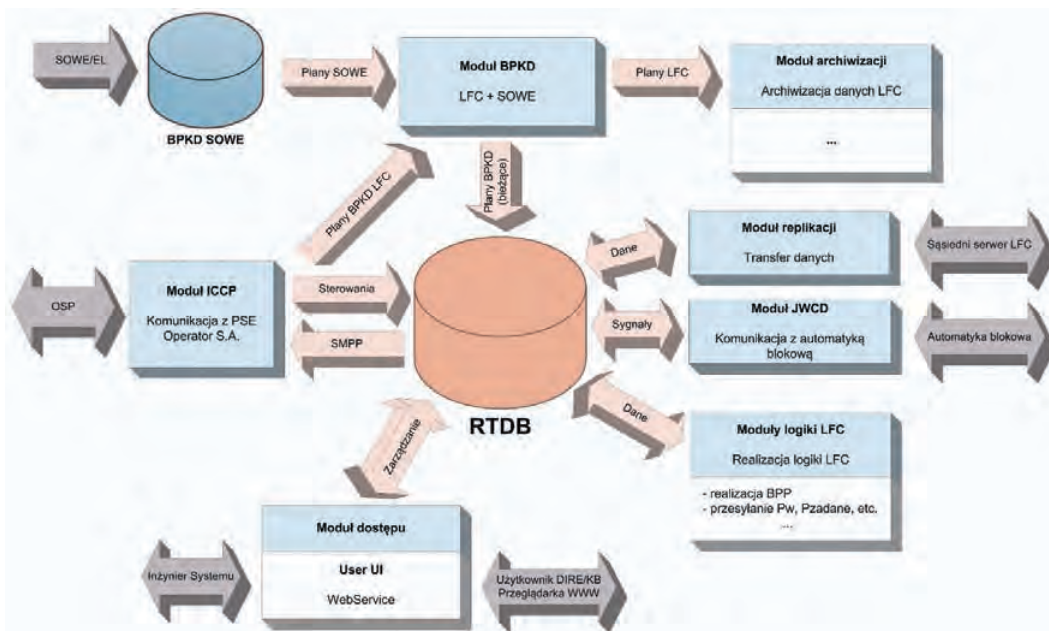 SOWE/EL
BPKD SOWE
Plany SOWE
Moduł BPKD
LFC + SOWE
Plany LFC
Moduł archiwizacji
Archiwizacja danych LFC
...
Plany BPKD LFC
Plany BPKD
(bieżące)
OSP
Moduł ICCP
Komunikacja z PSE
Operator S.A.
Sterowania
SMPP
RTDB
Dane
Moduł replikacji
Transfer danych
Sąsiedni serwer LFC
Sygnały
Moduł JWCD
Komunikacja z automatyką
blokową
Automatyka blokowa
Dane
Moduły logiki LFC
Realizacja logiki LFC
- realizacja BPP
- przesyłanie Pw, Pzadane, etc.
...
Zarządzanie
Moduł dostępu
User UI
WebService
Inżynier Systemu
Użytkownik DIRE/KB
Przeglądarka WWW